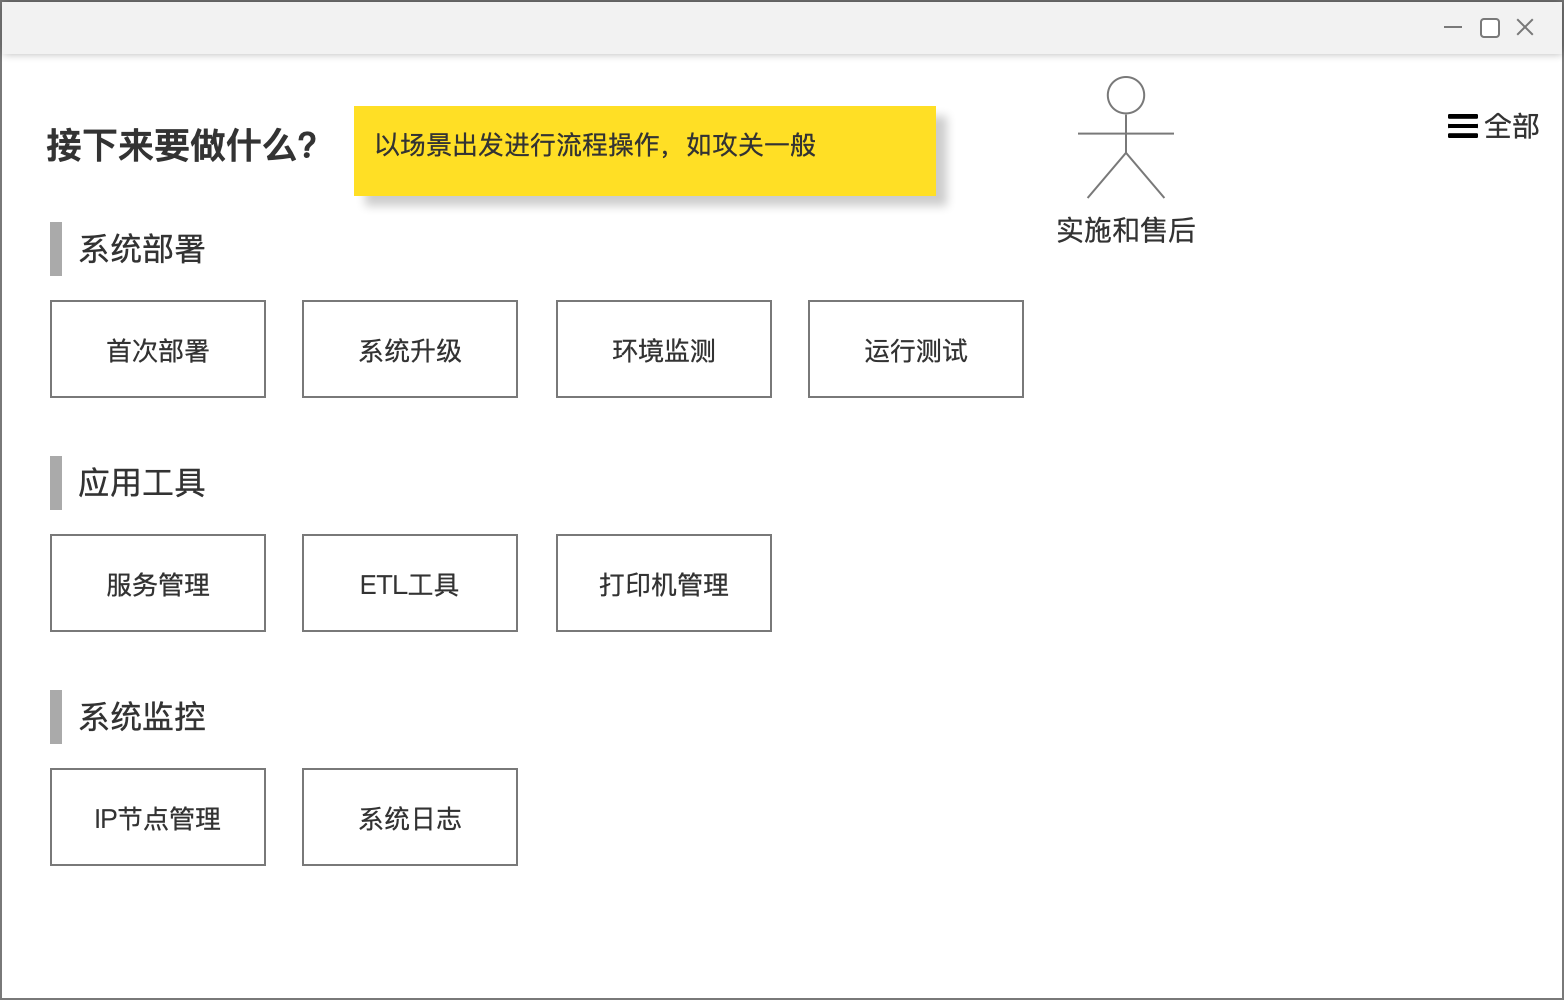 接下来要做什么?
以场景出发进行流程操作，如攻关一般
全部
实施和售后
系统部署
首次部署
系统升级
环境监测
运行测试
应用工具
服务管理
ETL工具
打印机管理
系统监控
IP节点管理
系统日志